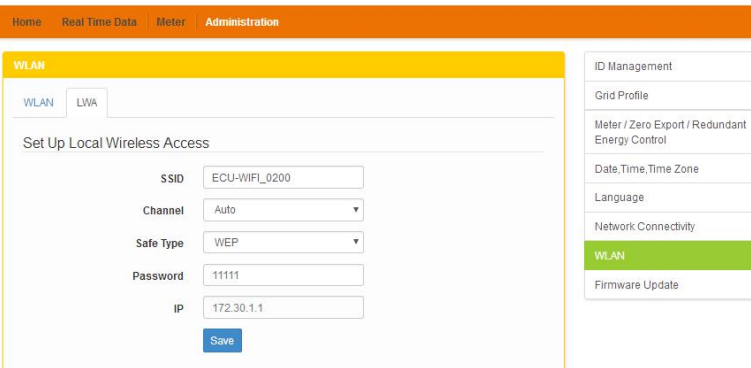 Home Real Time Data Meter Administration
WLAN
WLAN LWA
Set Up Local Wireless Access
SSID ECU-WIFI_0200
Channel Auto
Safe Type WEP
Password 11111
IP 172.30.1.1
Save
ID Management
Grid Profile
Meter / Zero Export / Redundant
Energy Control
Date,Time,Time Zone
Language
Network Connectivity
WLAN
Firmware Update